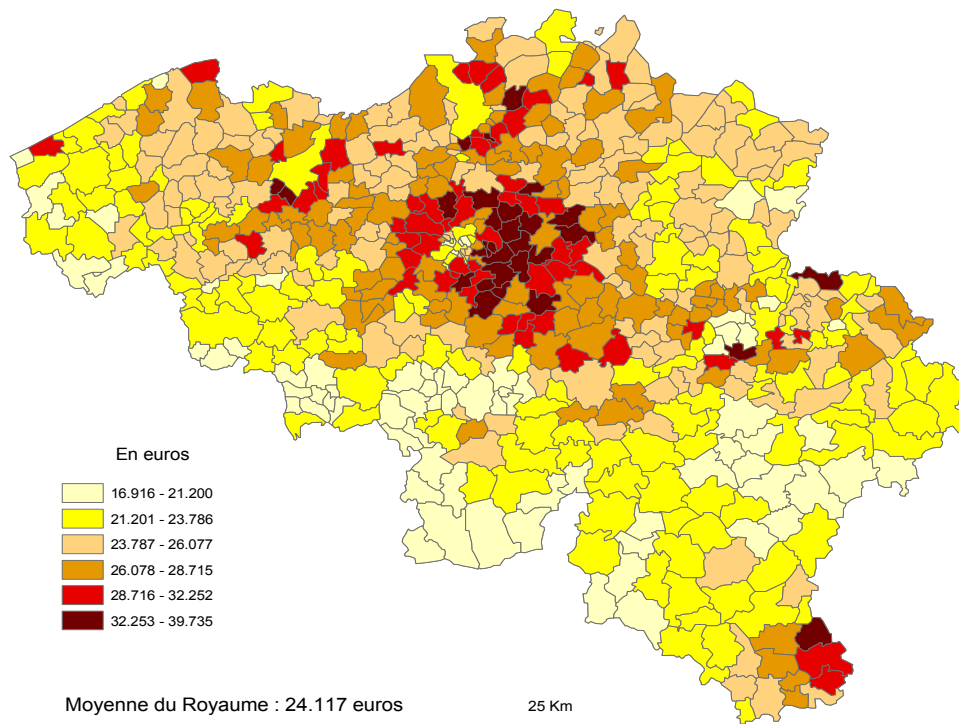 En euros
16.916 - 21.200
21.201 - 23.786
23.787 - 26.077
26.078 - 28.715
28.716 - 32.252
32.253 - 39.735
Moyenne du Royaume : 24.117 euros
25 Km